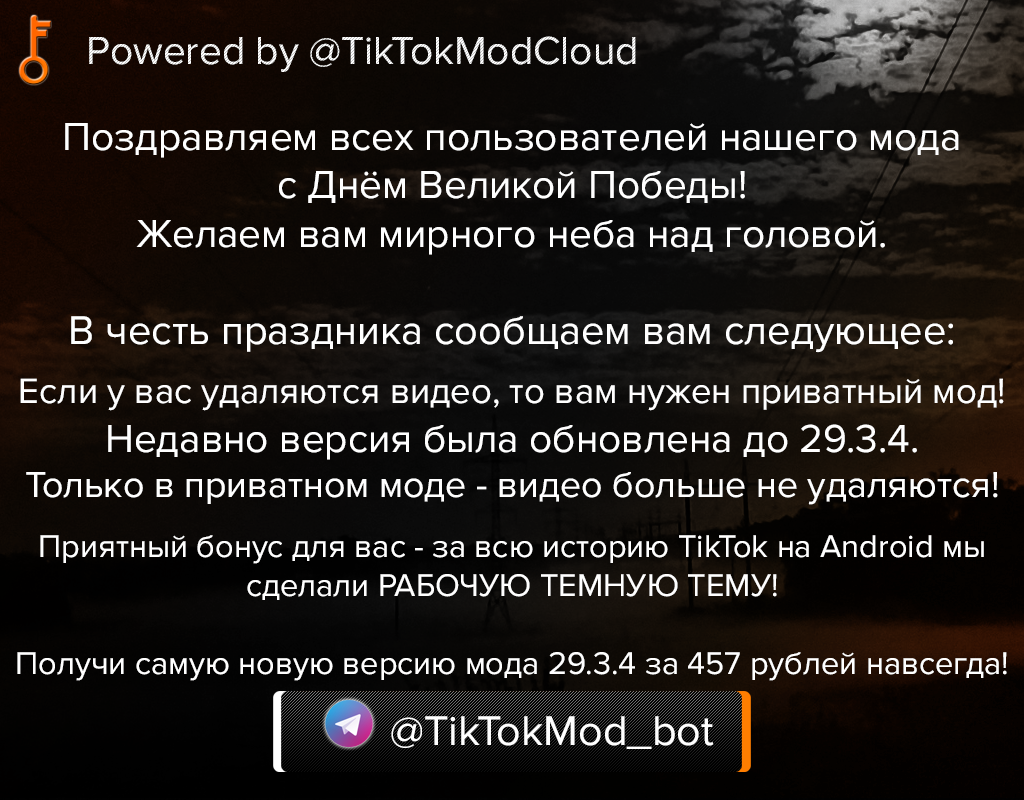 Powered by @TikTokModCloud
Поздравляем всех пользователей нашего мода
с Днём Великой Победы!
Желаем вам мирного неба над головой.
В честь праздника сообщаем вам следующее:
Если у вас удаляются видео, то вам нужен приватный мод!
Недавно версия была обновлена до 29.3.4.
Только в приватном моде - видео больше не удаляются!
Приятный бонус для вас - за всю историю TikTok на Android мы
сделали РАБОЧУЮ ТЕМНУЮ ТЕМУ!
Получи самую новую версию мода 29.3.4 за 457 рублей навсегда!
@TikTokMod_bot